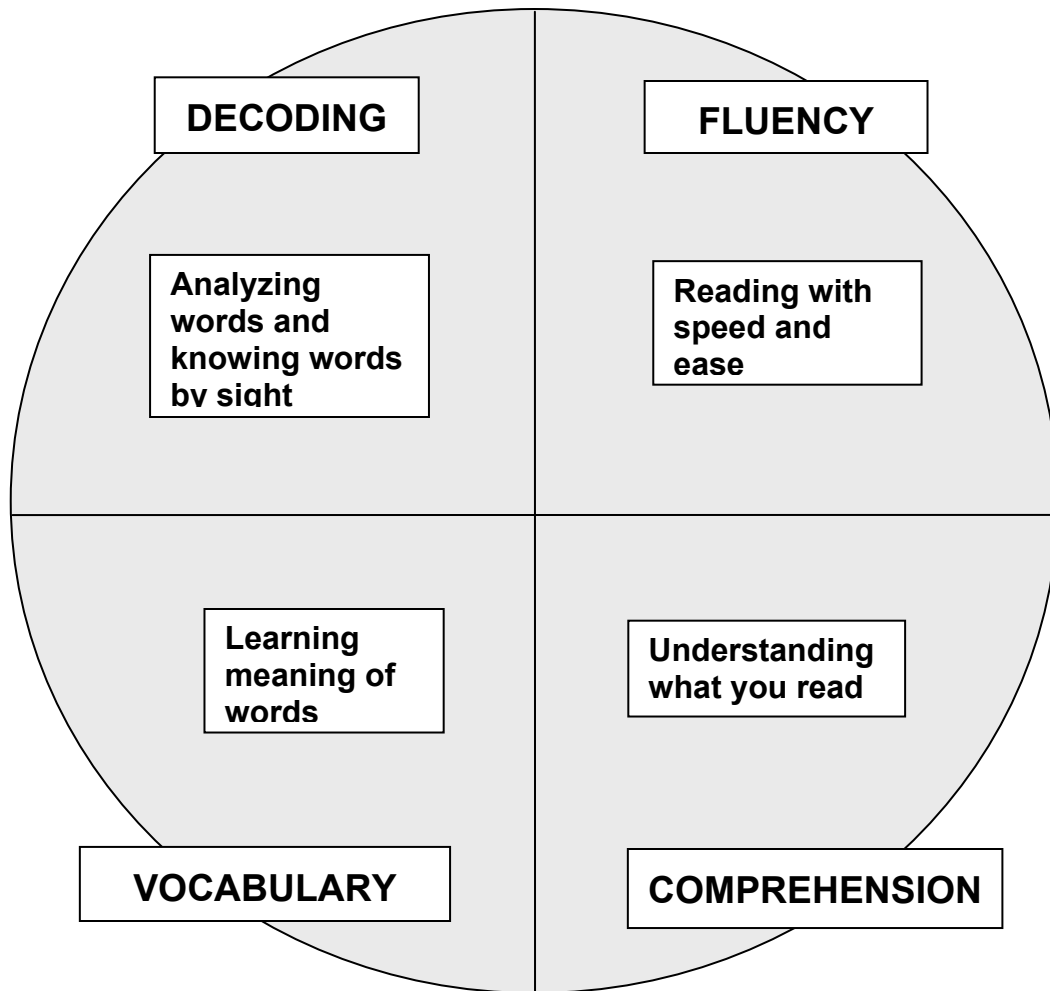 DECODING
FLUENCY
Analyzing
words and
knowing words
by sight
Reading with
speed and
ease
Learning
meaning of
words
Understanding
what you read
VOCABULARY
COMPREHENSION